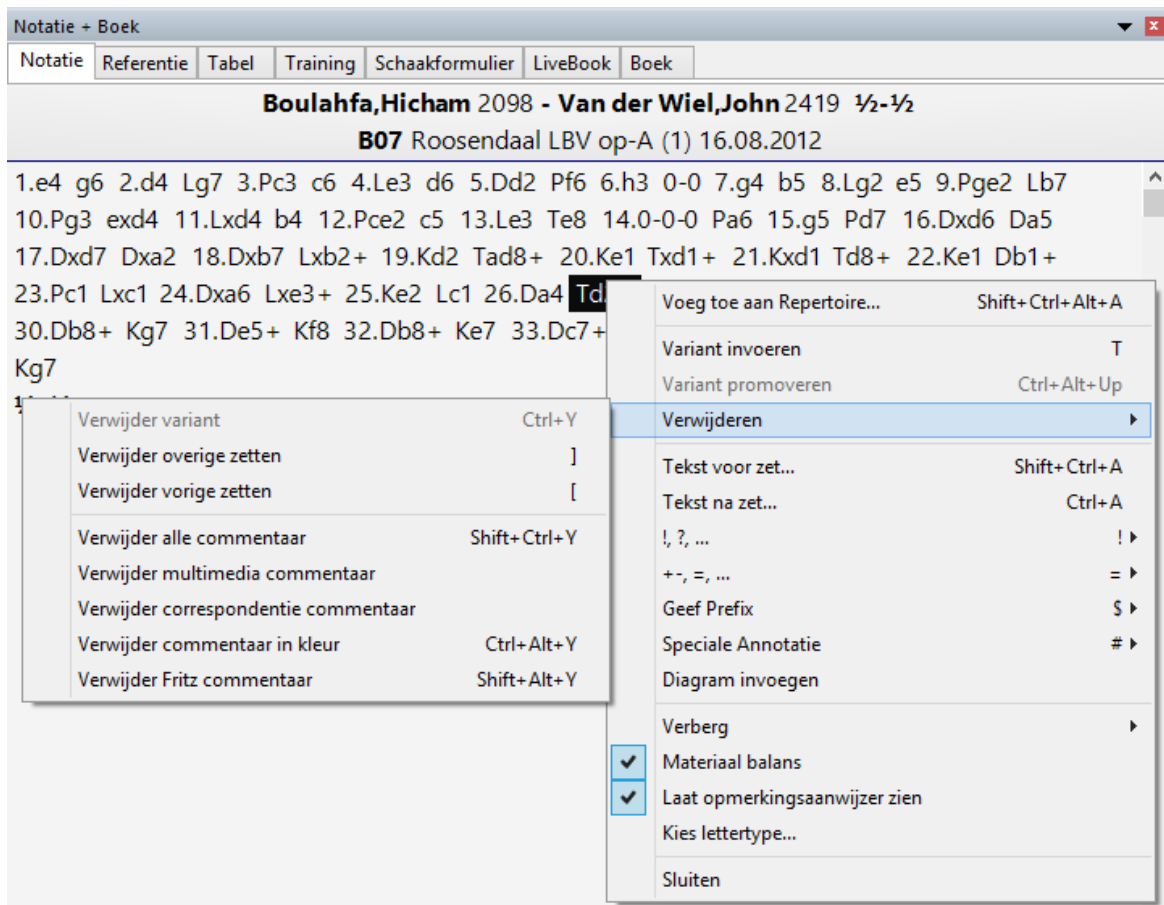 Notatie + Boek
Notatie Referentie Tabel Training Schaakformulier LiveBook Boek
Boulahfa,Hicham 2098 - Van der Wiel,John 2419 ½-½
B07 Roosendaal LBV op-A (1) 16.08.2012
1.e4 g6 2.d4 Lg7 3.Pc3 c6 4.Le3 d6 5.Dd2 Pf6 6.h3 0-0 7.g4 b5 8.Lg2 e5 9.Pge2 Lb7
10.Pg3 exd4 11.Lxd4 b4 12.Pce2 c5 13.Le3 Te8 14.0-0-0 Pa6 15.g5 Pd7 16.Dxd6 Da5
17.Dxd7 Dxa2 18.Dxb7 Lxb2+ 19.Kd2 Tad8+ 20.Ke1 Txd1+ 21.Kxd1 Td8+ 22.Ke1 Db1+
23.Pc1 Lxc1 24.Dxa6 Lxe3+ 25.Ke2 Lc1 26.Da4
30.Db8+ Kg7 31.De5+ Kf8 32.Db8+ Ke7 33.Dc7+
Kg7
Voeg toe aan Repertoire... Shift+Ctrl+Alt+A
Variant invoeren T
Variant promoveren Ctrl+Alt+Up
Verwijderen
Tekst voor zet... Shift+Ctrl+A
Tekst na zet... Ctrl+A
!, ?, ... !
+-, =, ... =
Geef Prefix $
Speciale Annotatie #
Diagram invoegen
Verberg
Materiaal balans
Laat opmerkingsaanwijzer zien
Kies lettertype...
Sluiten
Verwijder variant Ctrl+Y
Verwijder overige zetten ]
Verwijder vorige zetten [
Verwijder alle commentaar Shift+Ctrl+Y
Verwijder multimedia commentaar
Verwijder correspondentie commentaar
Verwijder commentaar in kleur Ctrl+Alt+Y
Verwijder Fritz commentaar Shift+Alt+Y